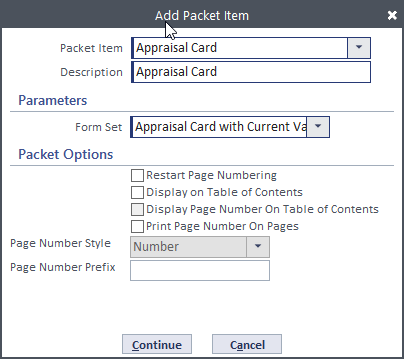 Add Packet Item
Packet Item Appraisal Card
Description Appraisal Card
Parameters
Form Set Appraisal Card with Current Va
Packet Options
Restart Page Numbering
Display on Table of Contents
Display Page Number On Table of Contents
Print Page Number On Pages
Page Number Style Number
Page Number Prefix
Continue Cancel